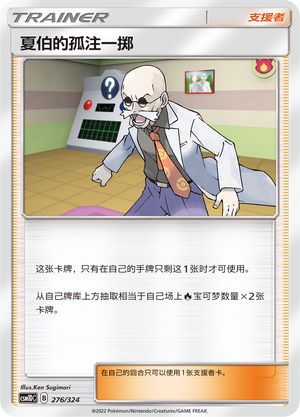 TRAINER
支援者
夏伯的孤注一掷
这张卡牌，只有在自己的手牌只剩这1张时才可使用。
从自己牌库上方抽取相当于自己场上🔥宝可梦数量×2张
卡牌。
在自己的回合只可以使用1张支援者卡。
Illus.Ken Sugimori
CSM1DC B 276/324
©2022 Pokémon/Nintendo/Creatures/GAME FREAK.